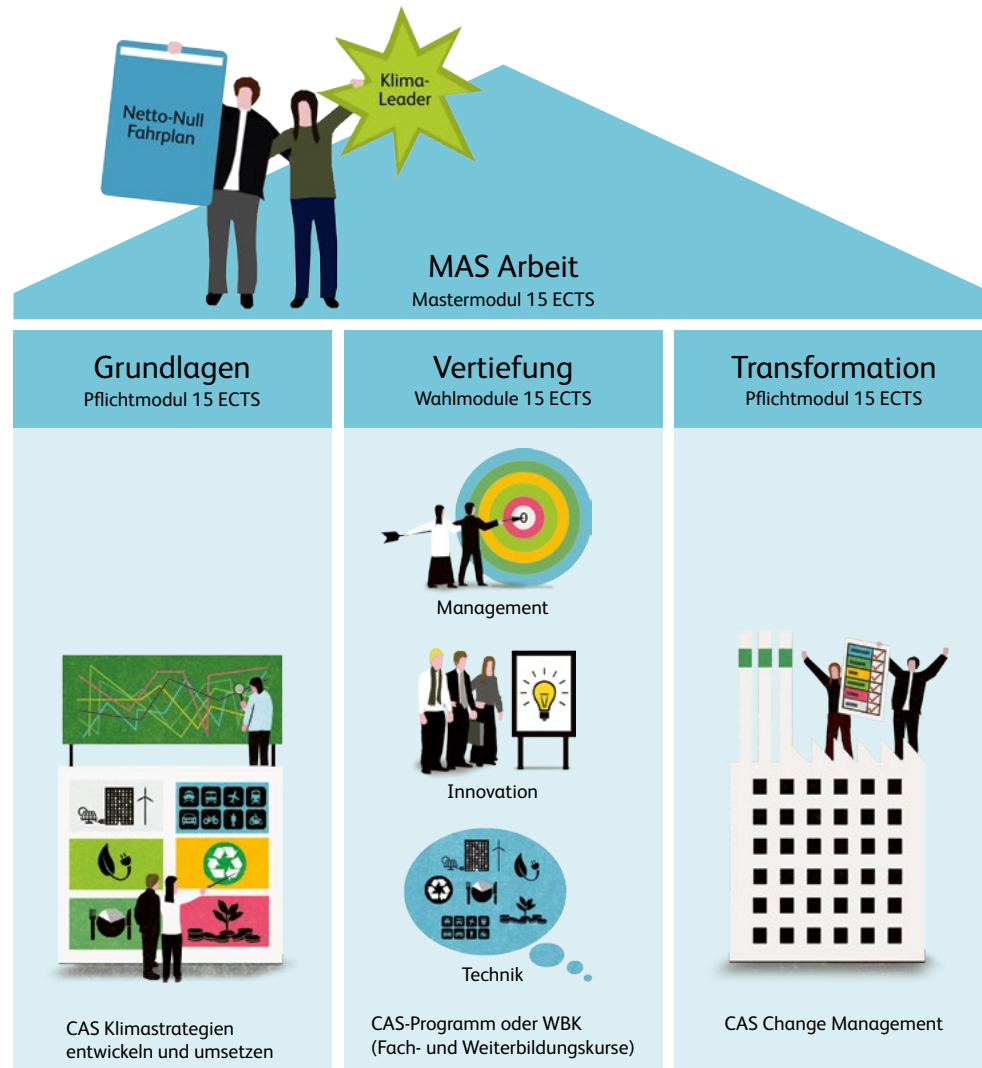 Netto-Null
Fahrplan
Klima-
Leader
MAS Arbeit
Mastermodul 15 ECTS
Grundlagen
Pflichtmodul 15 ECTS
CAS Klimastrategien
entwickeln und umsetzen
Vertiefung
Wahlmodule 15 ECTS
0
Management
Innovation
Technik
CAS-Programm oder WBK
(Fach- und Weiterbildungskurse)
Transformation
Pflichtmodul 15 ECTS
CAS Change Management